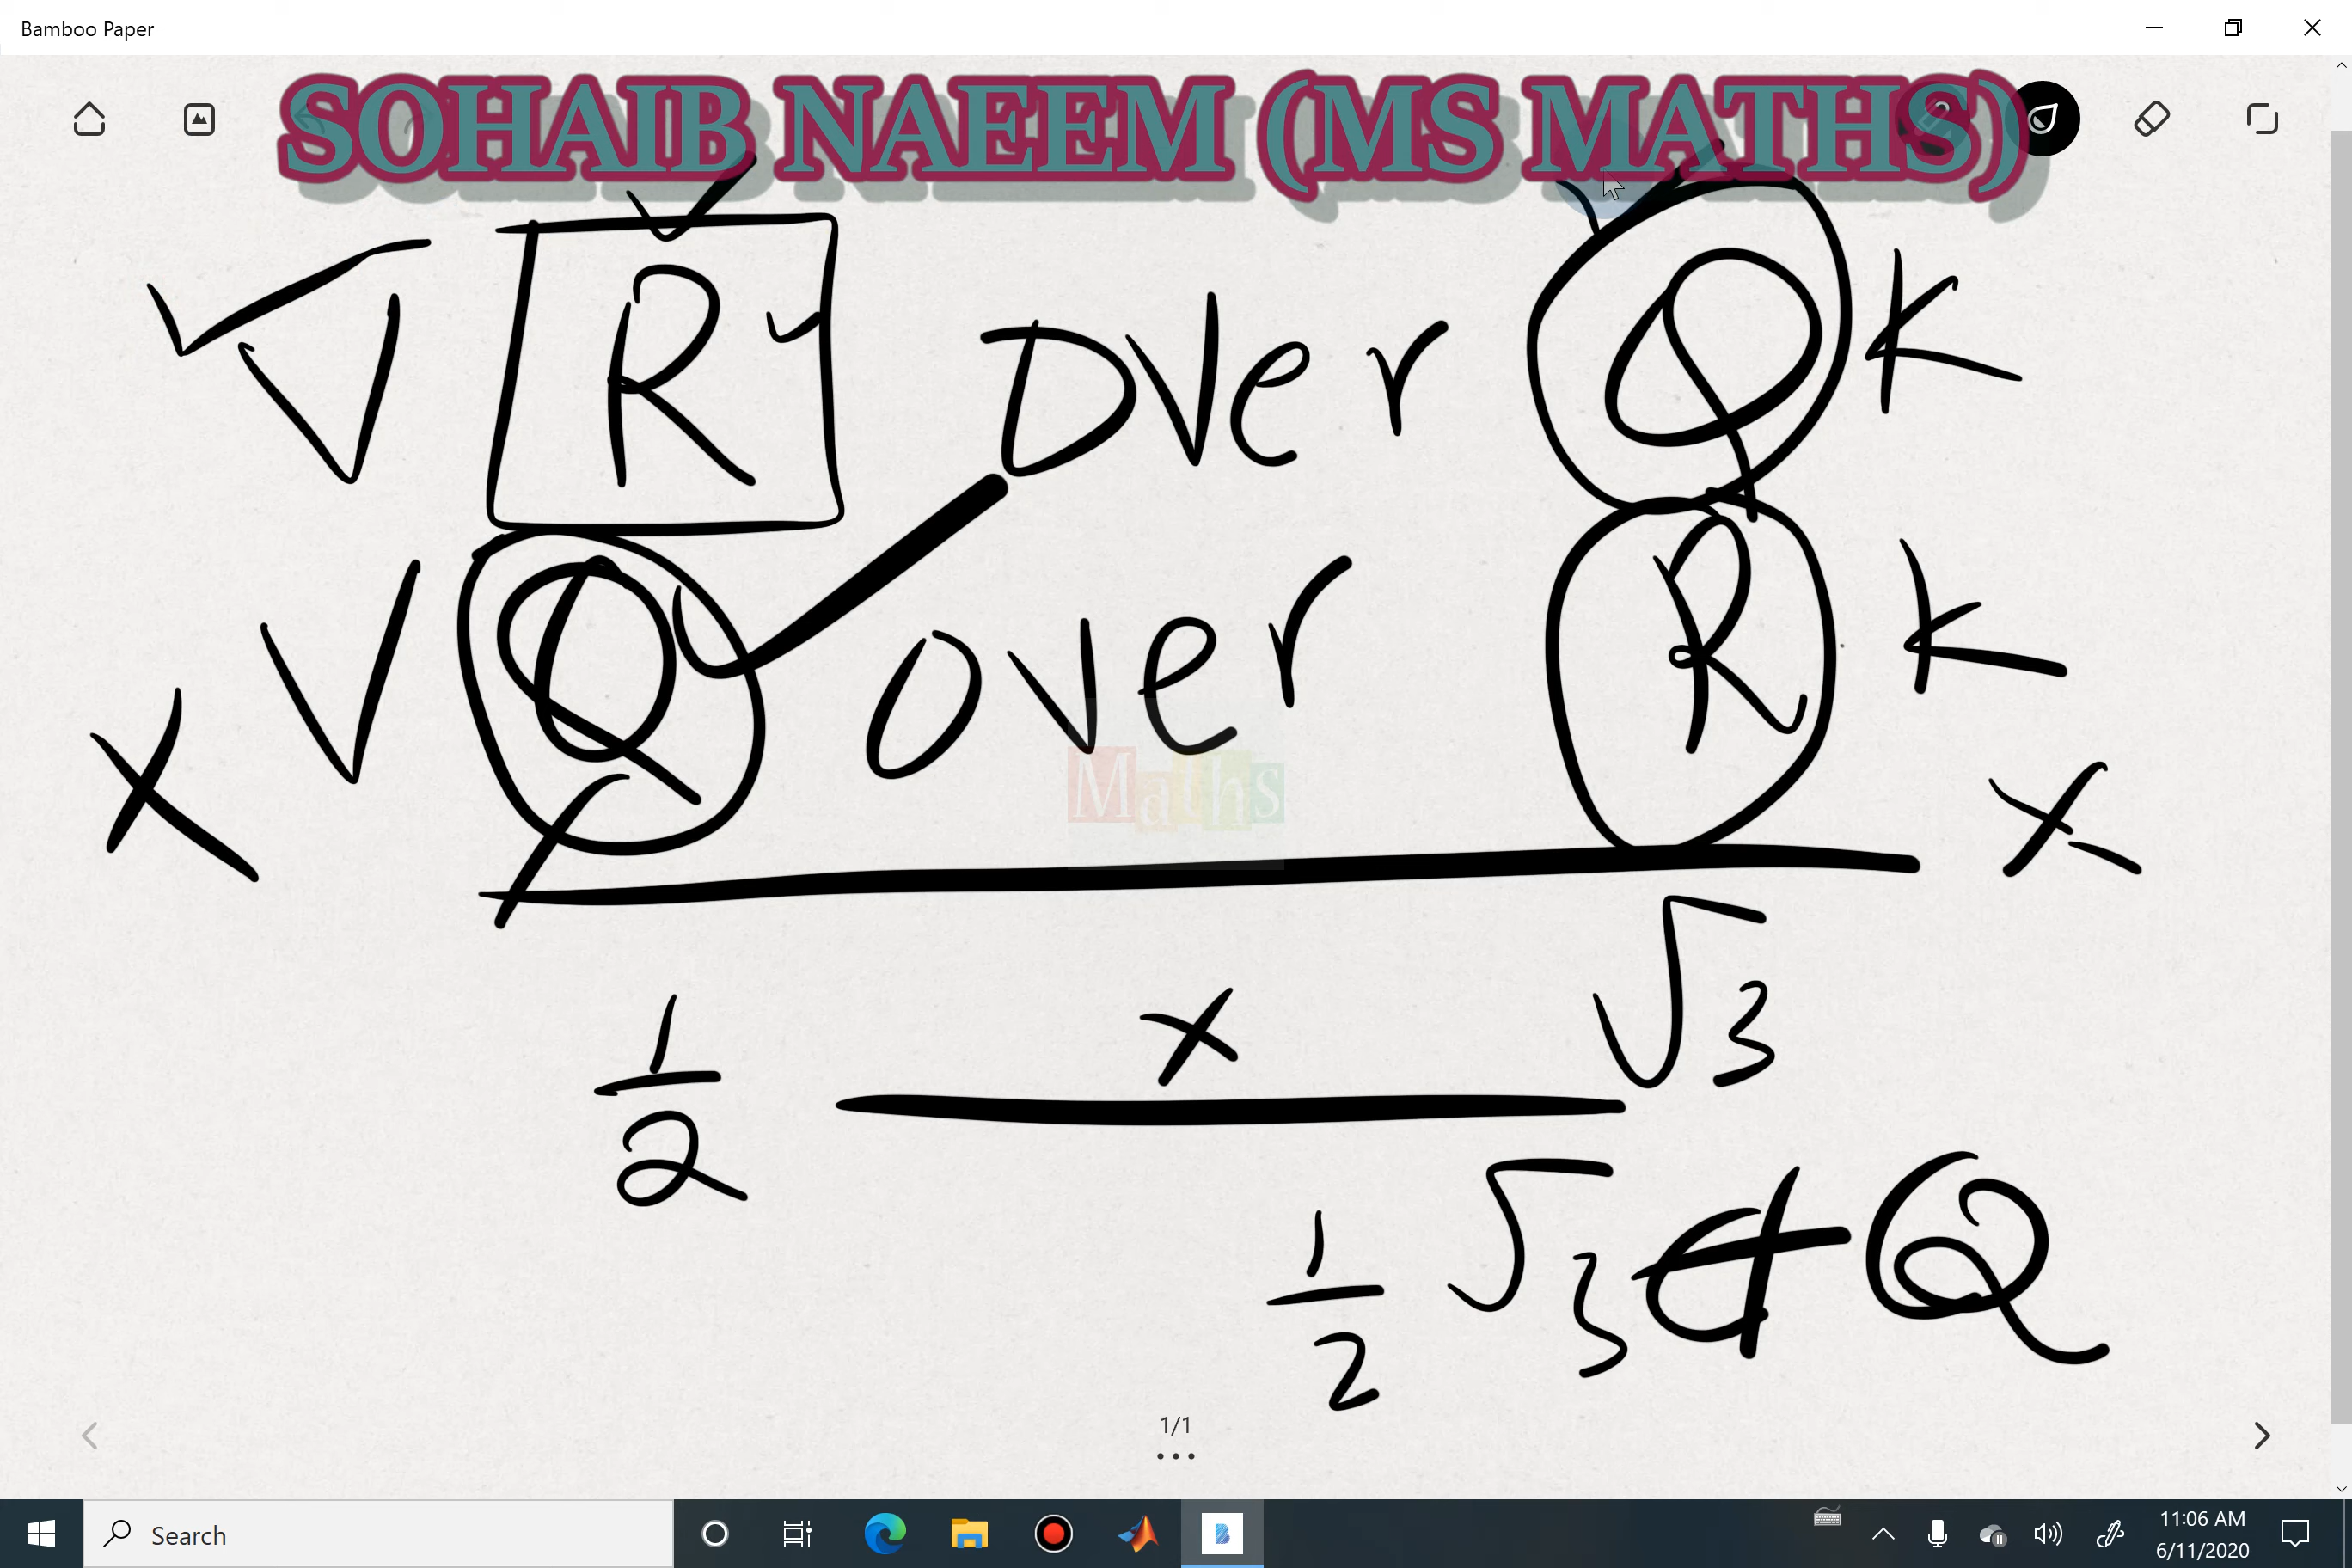 Bamboo Paper
SOHAIB NAEEM (MS MATHS)
V R over Q K
V Q over R K
X X
1/2 x √3
1/2 √3 ∉ Q
Maths
1/1
Search
11:06 AM
6/11/2020